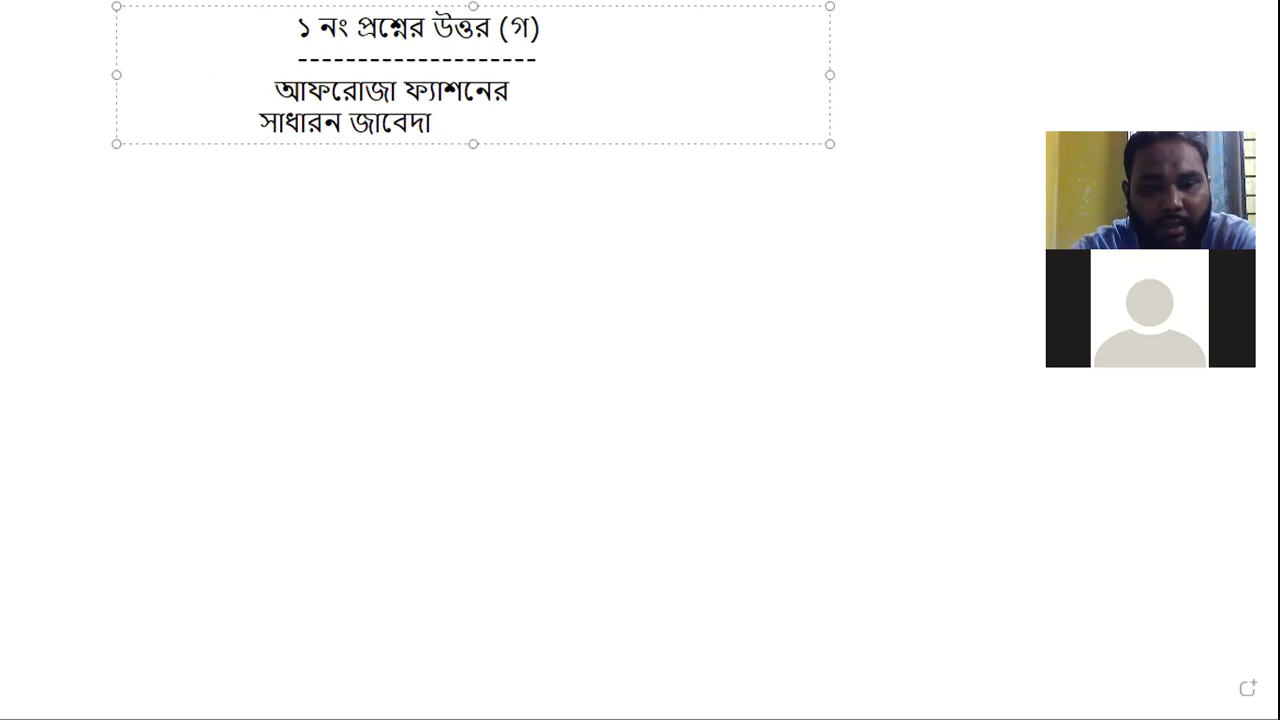 ১ নং প্রশ্নের উত্তর (গ)
--------------------
আফরোজা ফ্যাশনের
সাধারন জাবেদা